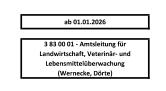 ab 01.01.2026
3 83 00 01 - Amtsleitung für
Landwirtschaft, Veterinär- und
Lebensmittelüberwachung
(Wernecke, Dörte)